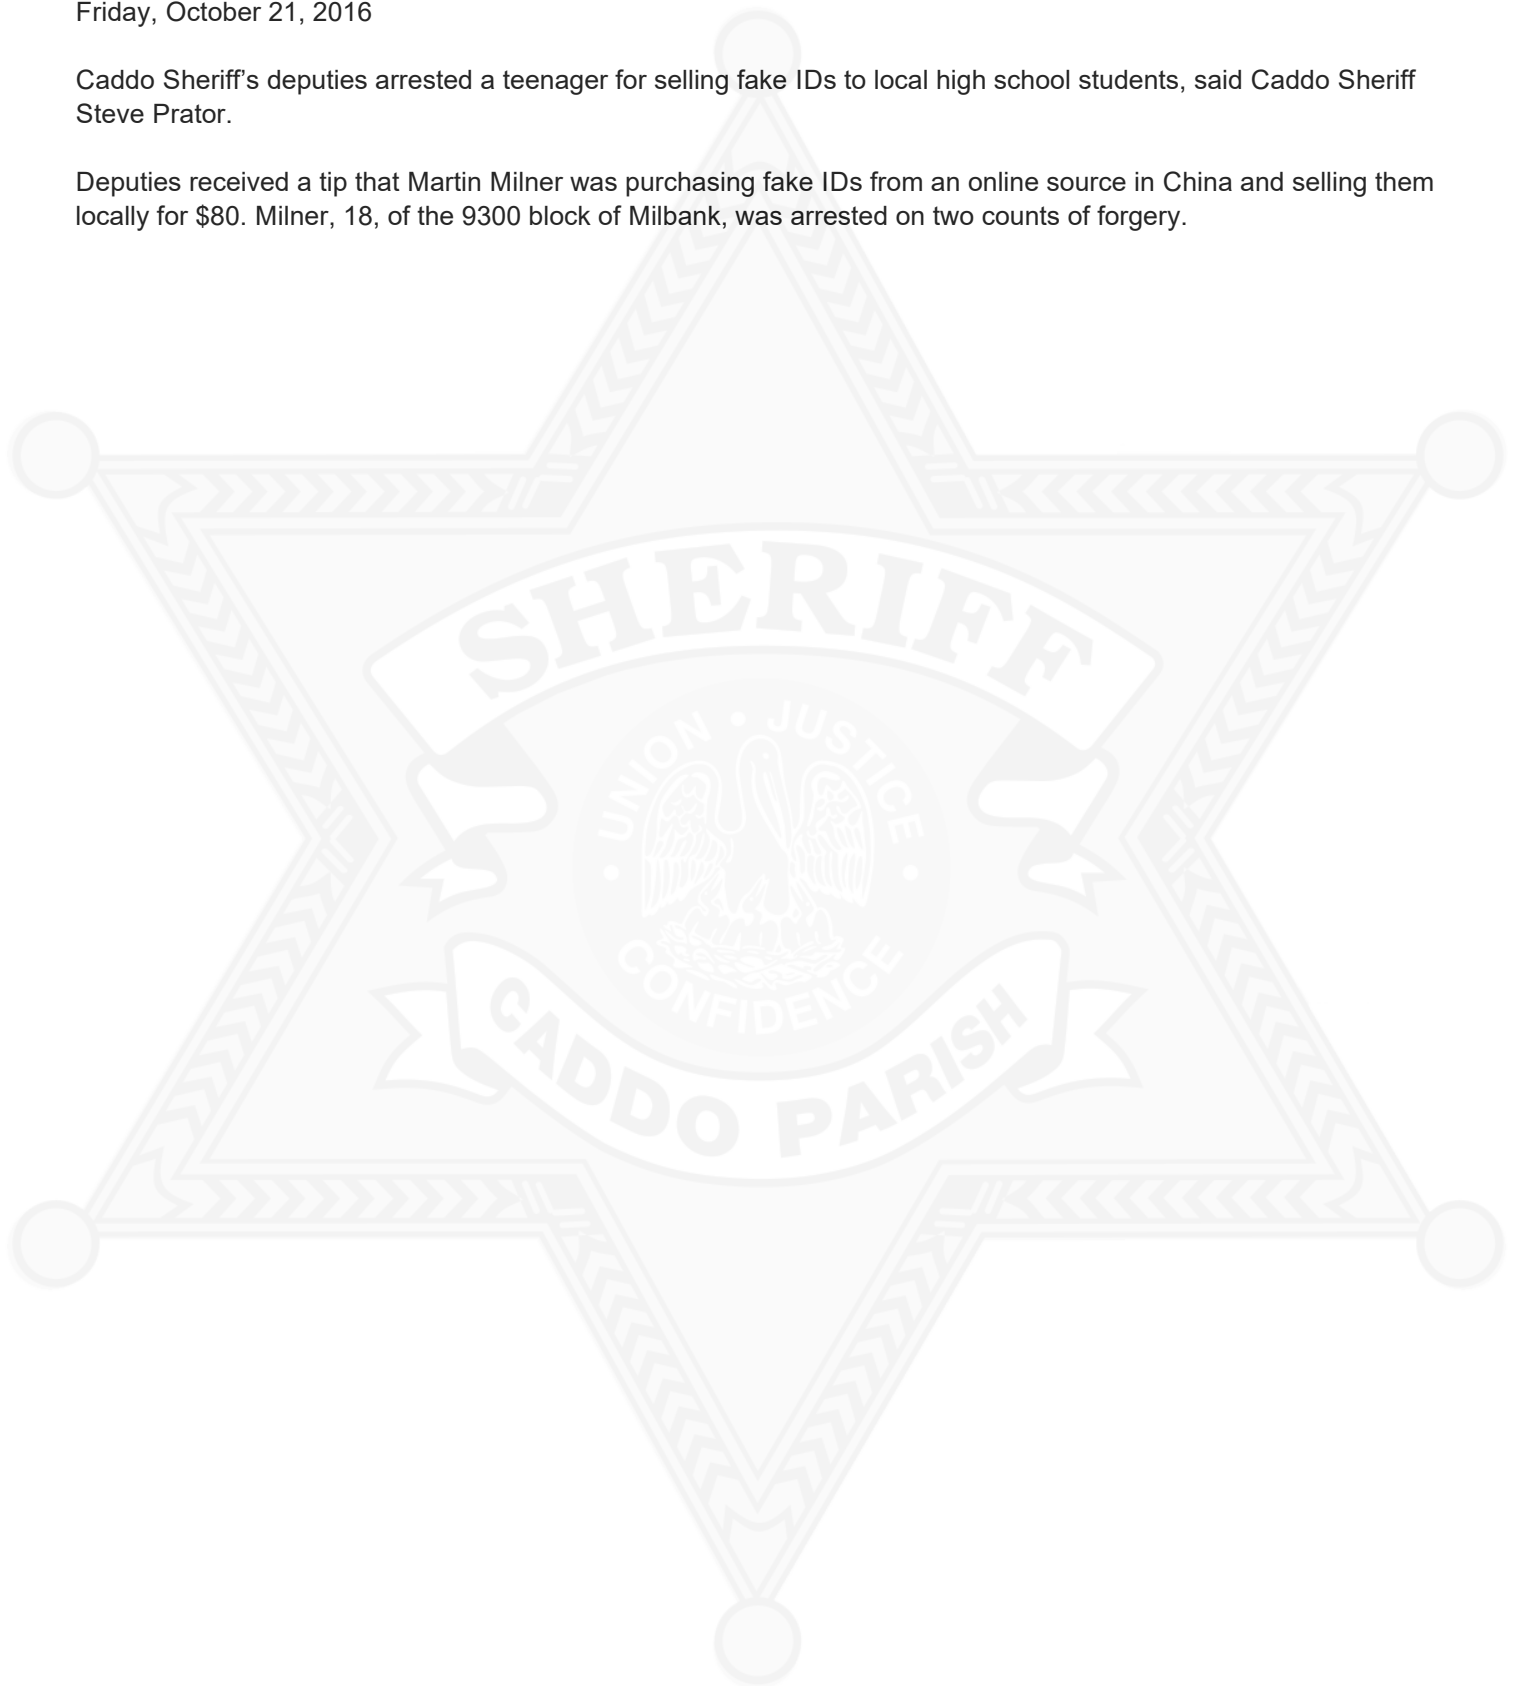 Friday, October 21, 2016
Caddo Sheriff’s deputies arrested a teenager for selling fake IDs to local high school students, said Caddo Sheriff
Steve Prator.
Deputies received a tip that Martin Milner was purchasing fake IDs from an online source in China and selling them
locally for $80. Milner, 18, of the 9300 block of Milbank, was arrested on two counts of forgery.
SHERIFF
UNION • JUSTICE
• CONFIDENCE •
CADDO PARISH